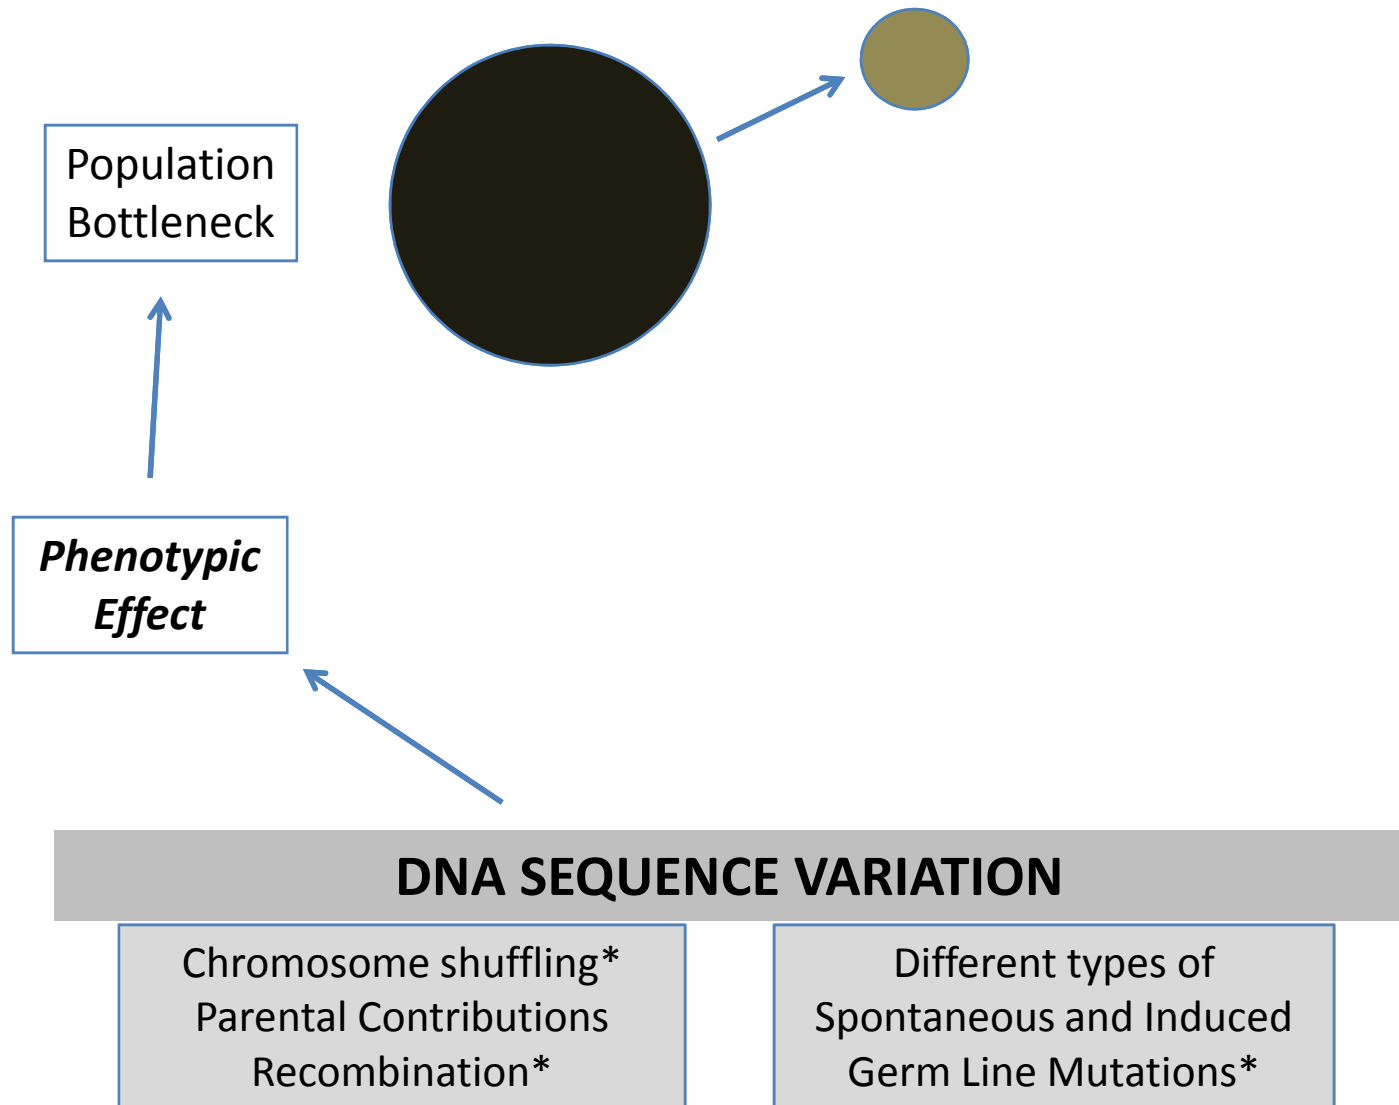 Population
Bottleneck
Phenotypic
Effect
DNA SEQUENCE VARIATION
Chromosome shuffling*
Parental Contributions
Recombination*
Different types of
Spontaneous and Induced
Germ Line Mutations*